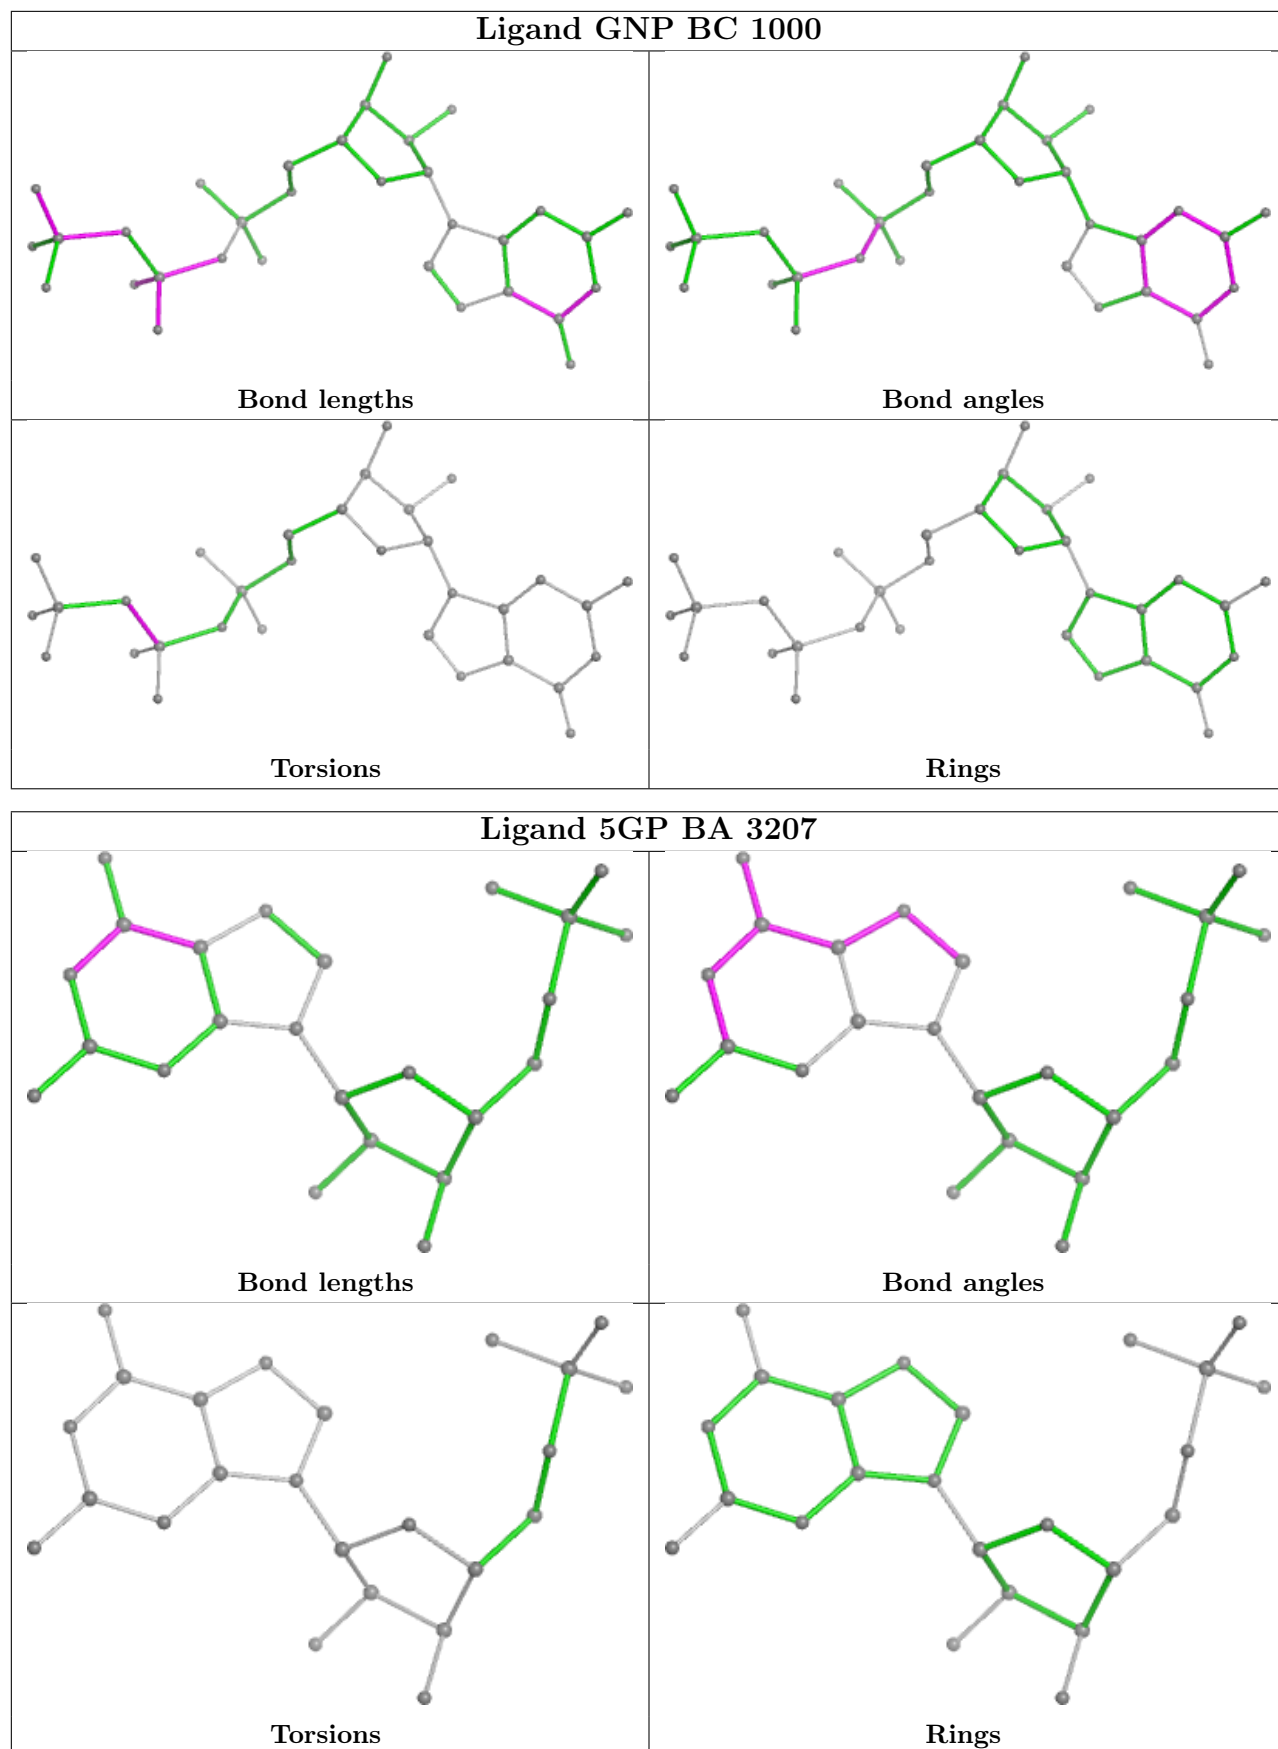 Ligand GNP BC 1000
Bond lengths
Bond angles
Torsions
Rings
Ligand 5GP BA 3207
Bond lengths
Bond angles
Torsions
Rings